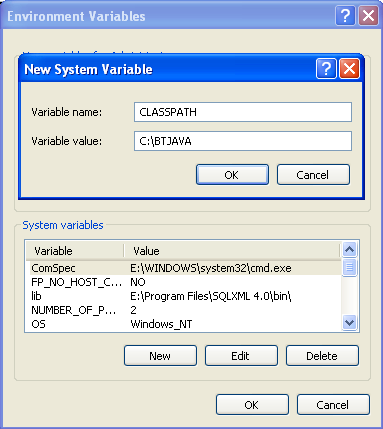 Environment Variables
New System Variable
Variable name: CLASSPATH
Variable value: C:\BTJAVA
OK Cancel
System variables
Variable Value
ComSpec E:\WINDOWS\system32\cmd.exe
FP_NO_HOST_C... NO
lib E:\Program Files\SQLXML 4.0\bin\
NUMBER_OF_P... 2
OS Windows_NT
New Edit Delete
OK Cancel